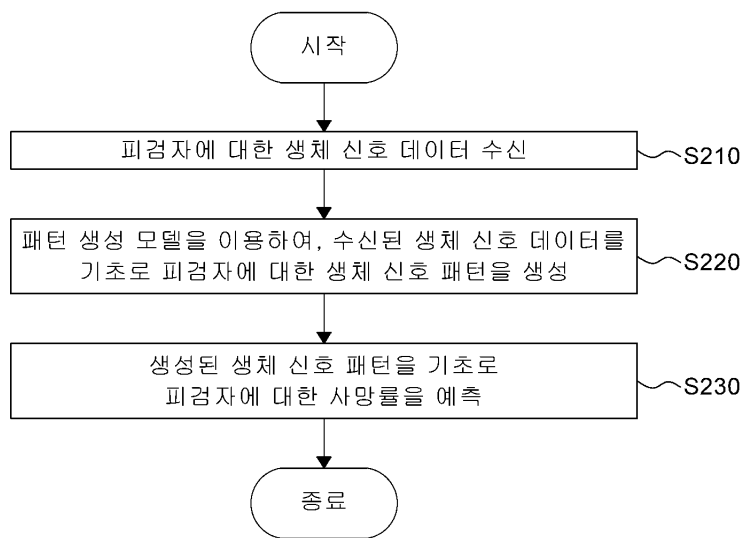 시작
피검자에 대한 생체 신호 데이터 수신
S210
패턴 생성 모델을 이용하여, 수신된 생체 신호 데이터를
기초로 피검자에 대한 생체 신호 패턴을 생성
S220
생성된 생체 신호 패턴을 기초로
피검자에 대한 사망률을 예측
S230
종료